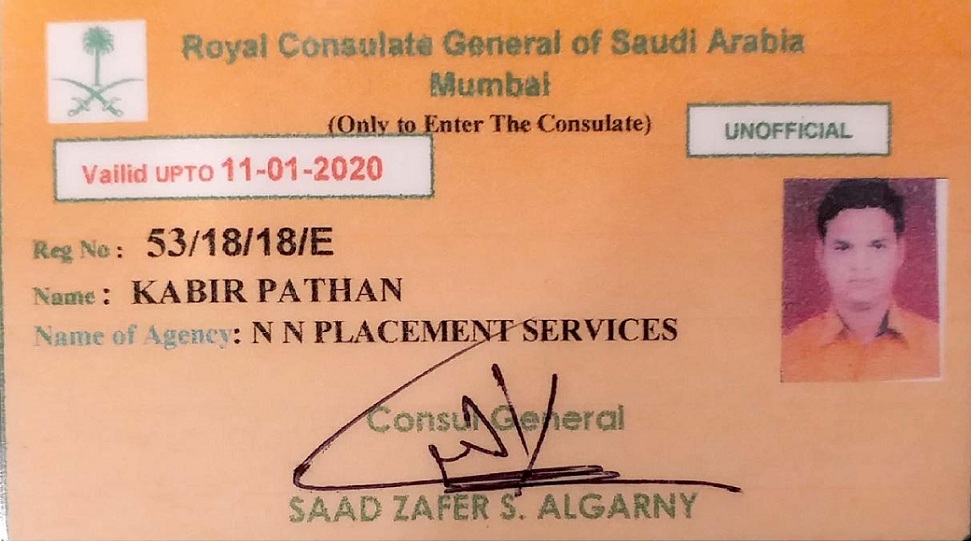 Royal Consulate General of Saudi Arabia
Mumbai
(Only to Enter The Consulate)
UNOFFICIAL
Vailid UPTO 11-01-2020
Reg No : 53/18/18/E
Name : KABIR PATHAN
Name of Agency: N N PLACEMENT SERVICES
Consul General
SAAD ZAFER S. ALGARNY